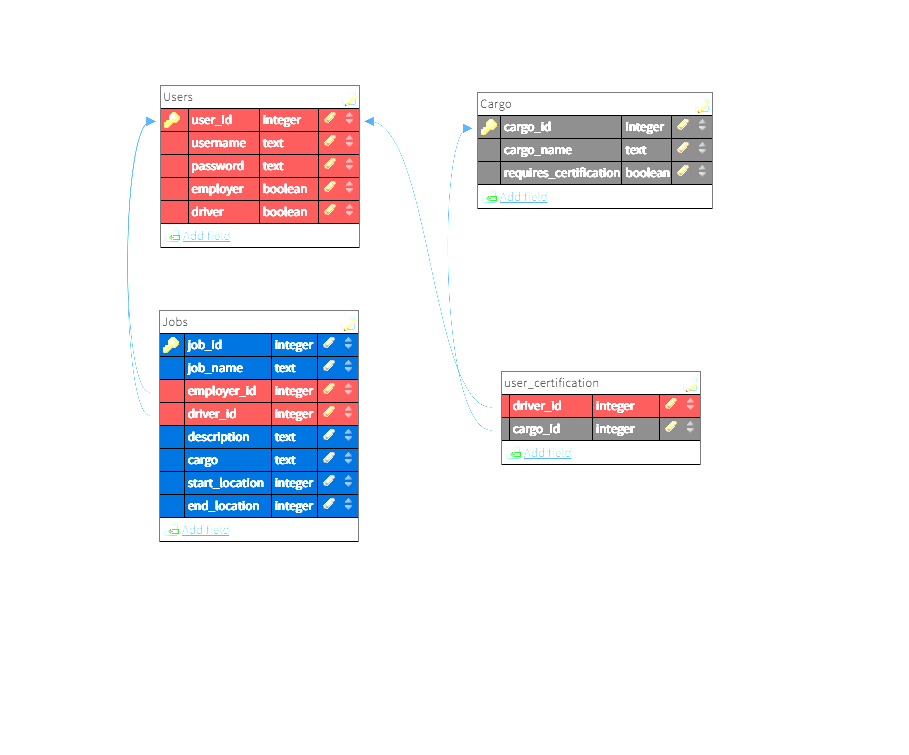 Users
user_id integer
username text
password text
employer boolean
driver boolean
Add field
Cargo
cargo_id integer
cargo_name text
requires_certification boolean
Add field
Jobs
job_id integer
job_name text
employer_id integer
driver_id integer
description text
cargo text
start_location integer
end_location integer
Add field
user_certification
driver_id integer
cargo_id integer
Add field